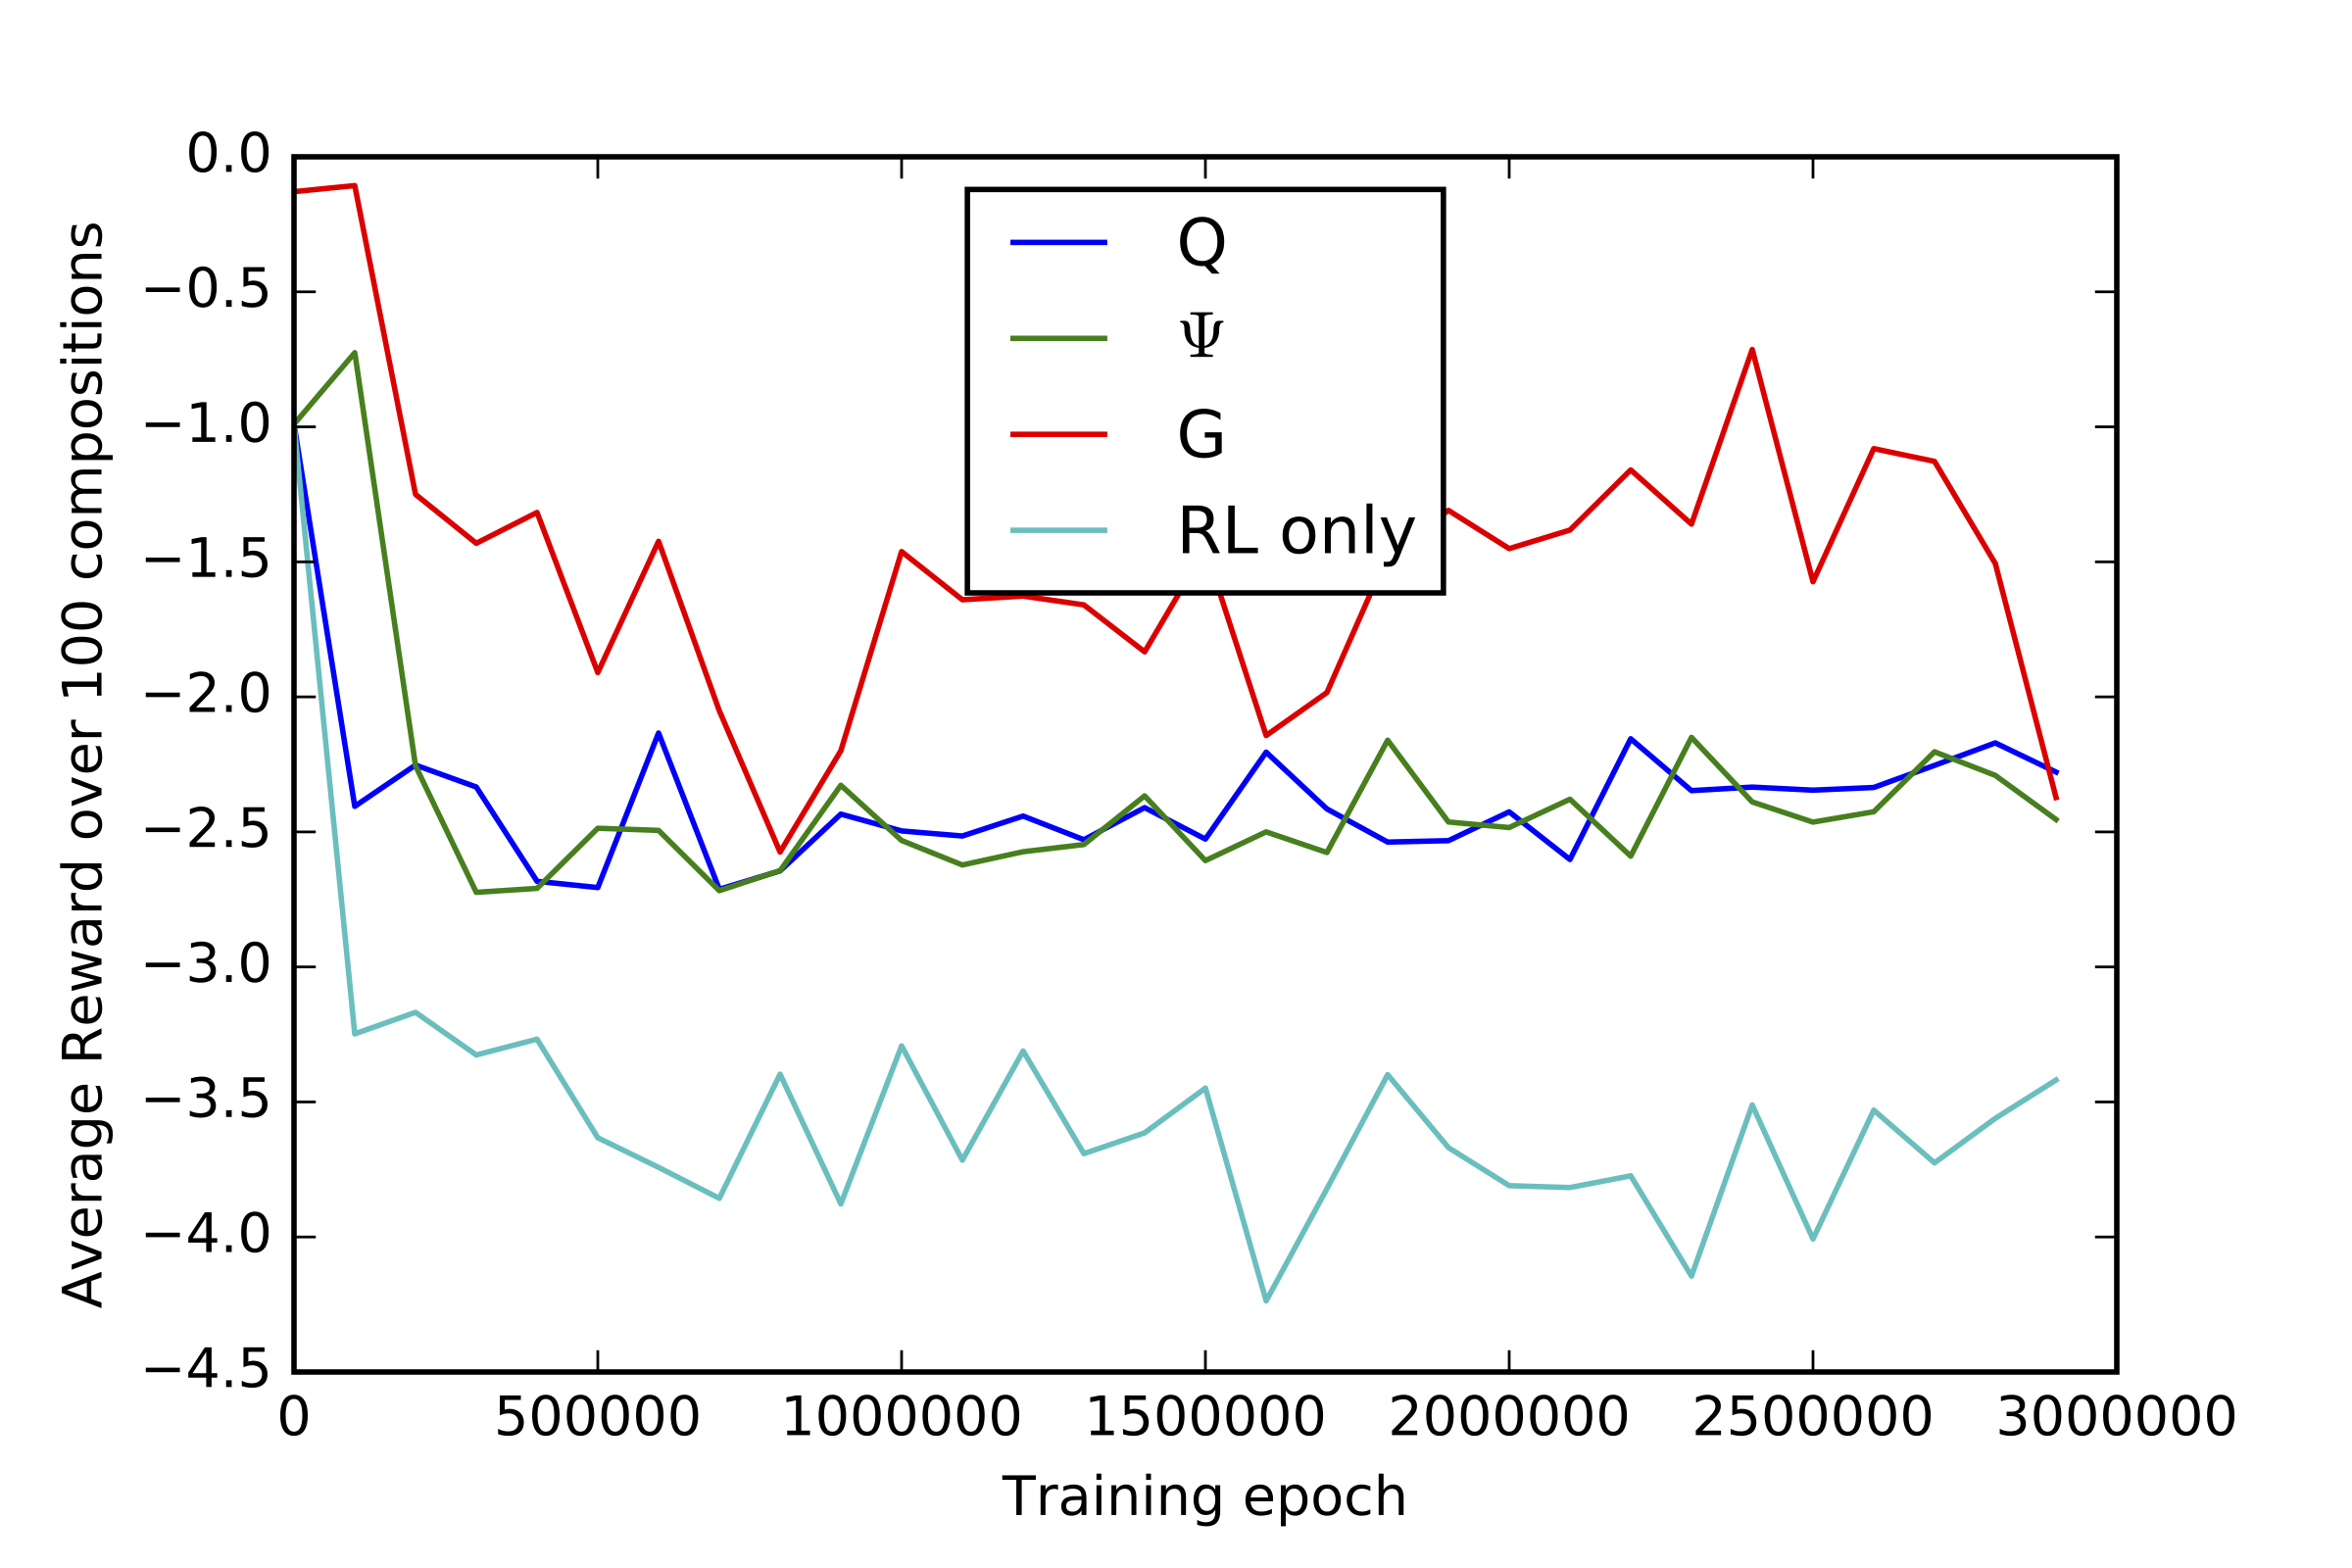 0.0
−0.5
−1.0
−1.5
−2.0
−2.5
−3.0
−3.5
−4.0
−4.5
Average Reward over 100 compositions
Q
Ψ
G
RL only
0 500000 1000000 1500000 2000000 2500000 3000000
Training epoch